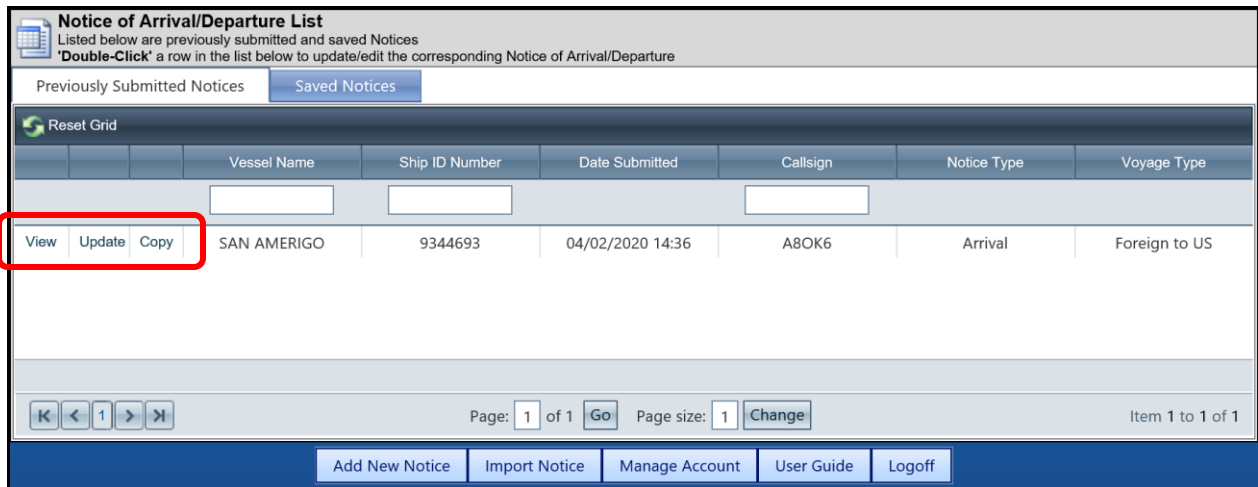 Notice of Arrival/Departure List
Listed below are previously submitted and saved Notices
'Double-Click' a row in the list below to update/edit the corresponding Notice of Arrival/Departure
Previously Submitted Notices Saved Notices
Reset Grid
Vessel Name Ship ID Number Date Submitted Callsign Notice Type Voyage Type
View Update Copy SAN AMERIGO 9344693 04/02/2020 14:36 A8OK6 Arrival Foreign to US
1 Page: 1 of 1 Go Page size: 1 Change Item 1 to 1 of 1
Add New Notice Import Notice Manage Account User Guide Logoff